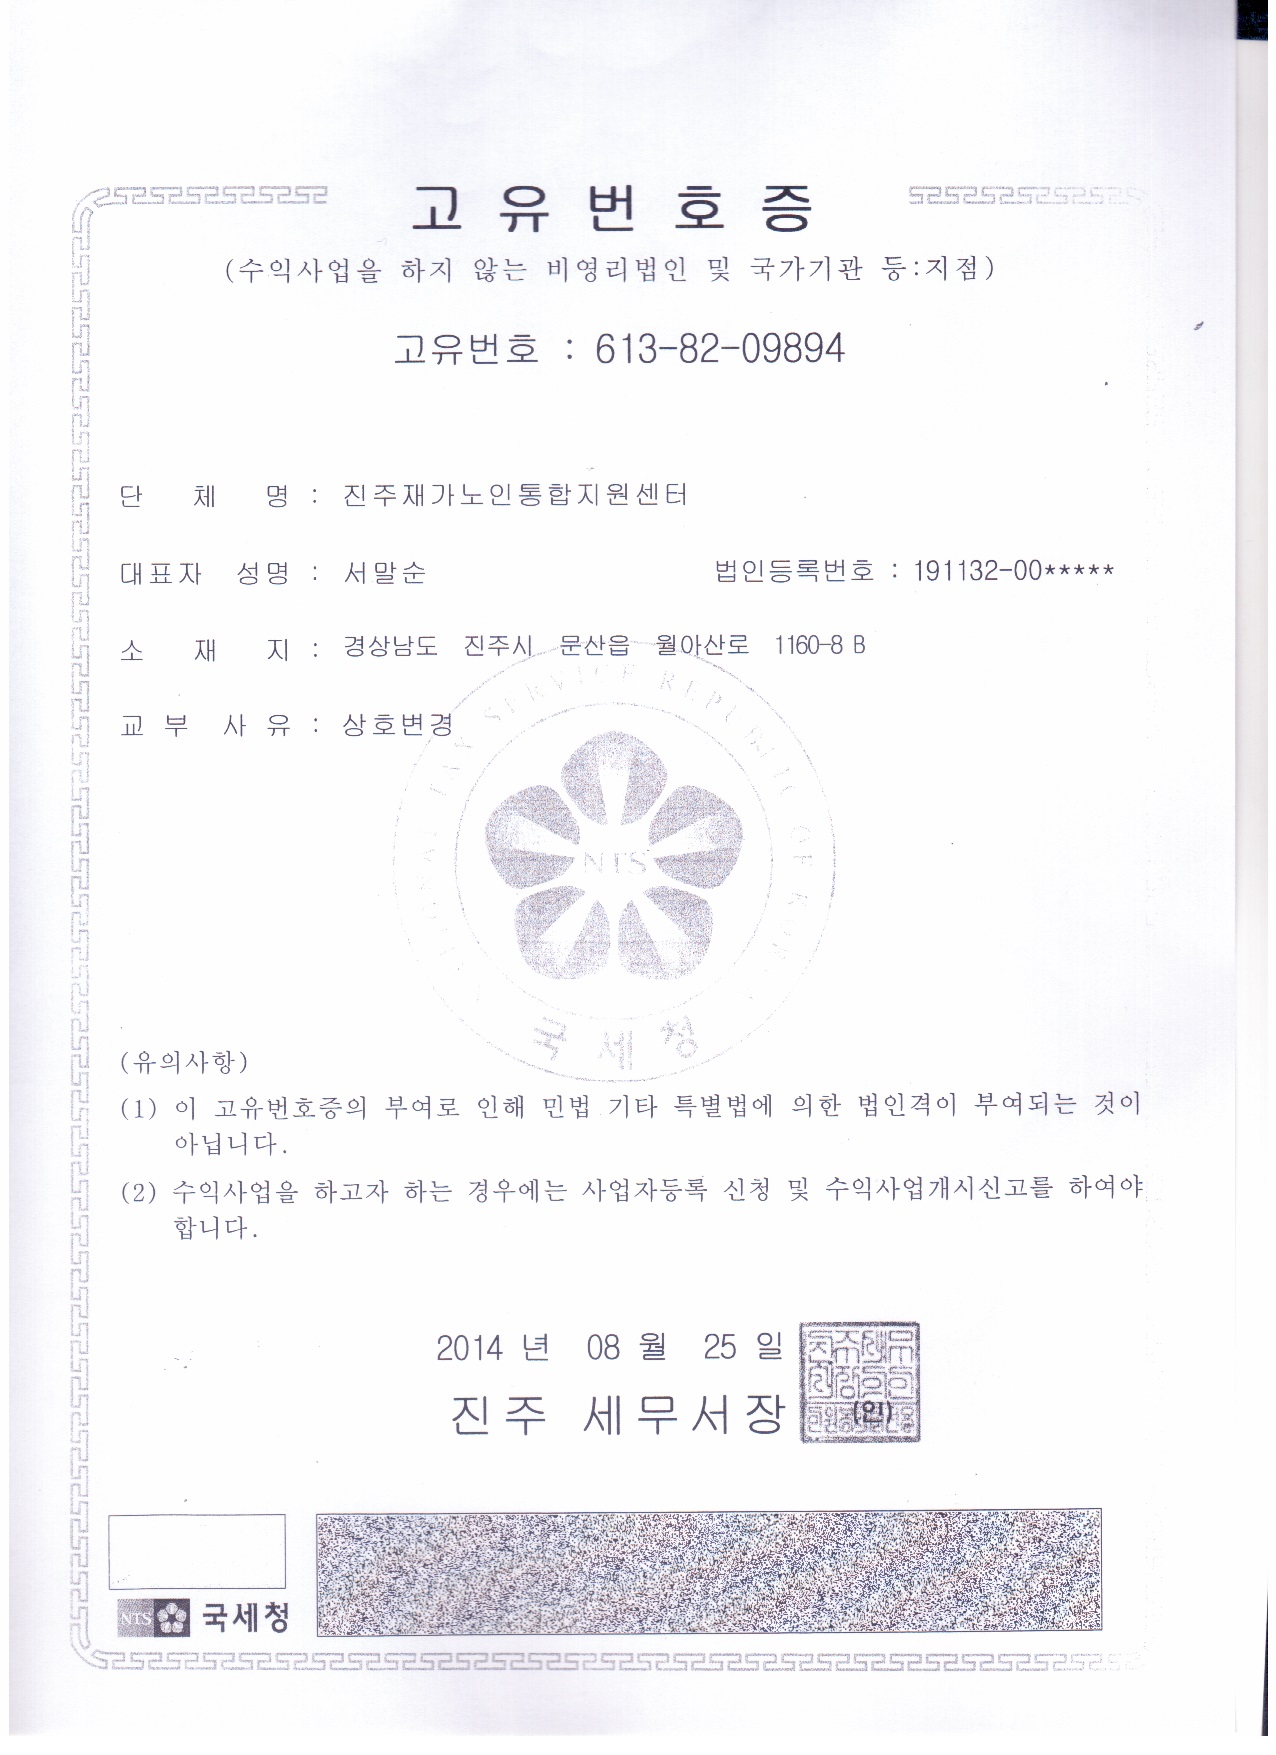 고유번호증
(수익사업을 하지 않는 비영리법인 및 국가기관 등:지점)
고유번호 : 613-82-09894
단 체 명 : 진주재가노인통합지원센터
대표자 성명 : 서말순 법인등록번호 : 191132-00*****
소 재 지 : 경상남도 진주시 문산읍 월아산로 1160-8 B
교 부 사 유 : 상호변경
SERVICE REPUBLIC OF
NTS
국세청
(유의사항)
(1) 이 고유번호증의 부여로 인해 민법 기타 특별법에 의한 법인격이 부여되는 것이
아닙니다.
(2) 수익사업을 하고자 하는 경우에는 사업자등록 신청 및 수익사업개시신고를 하여야
합니다.
2014 년 08 월 25 일
진주 세무서장 (인)
NTS 국세청